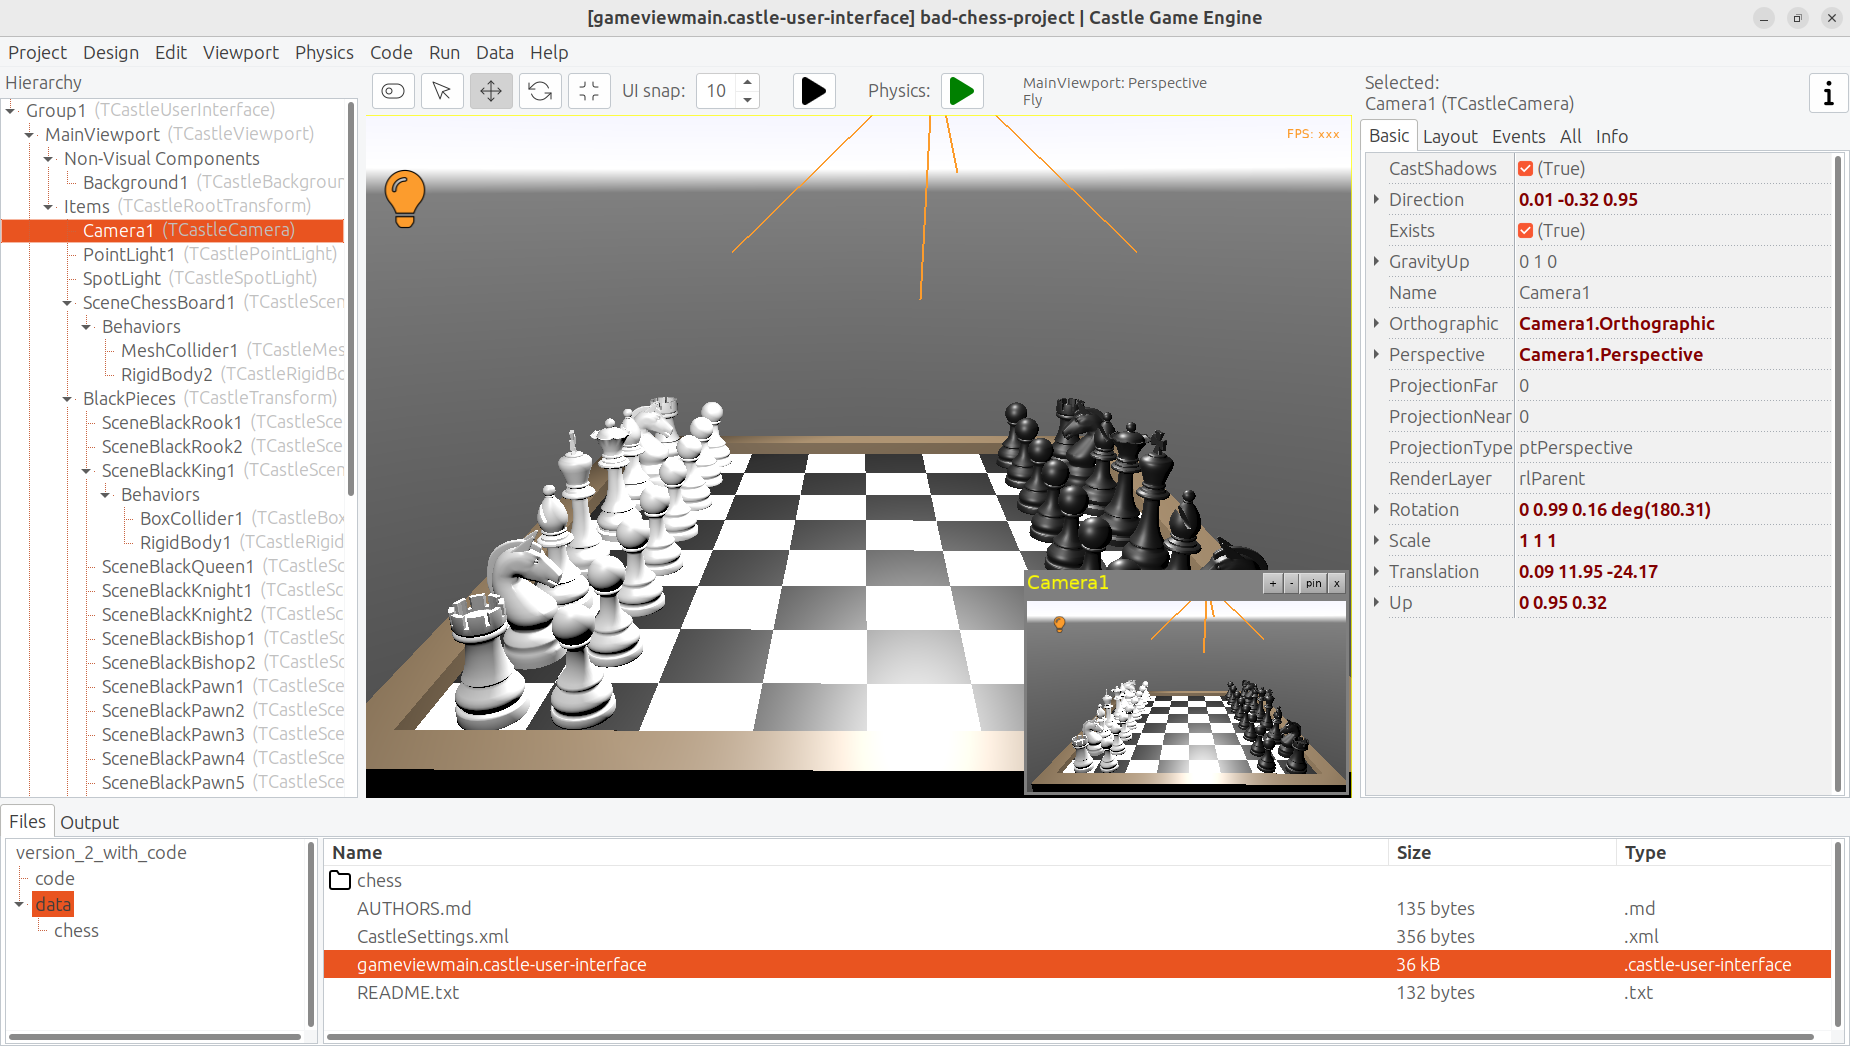 [gameviewmain.castle-user-interface] bad-chess-project | Castle Game Engine
Project Design Edit Viewport Physics Code Run Data Help
Hierarchy
Group1 (TCastleUserInterface)
MainViewport (TCastleViewport)
Non-Visual Components
Background1 (TCastleBackgroun
Items (TCastleRootTransform)
Camera1 (TCastleCamera)
PointLight1 (TCastlePointLight)
SpotLight (TCastleSpotLight)
SceneChessBoard1 (TCastleScen
Behaviors
MeshCollider1 (TCastleMes
RigidBody2 (TCastleRigidBo
BlackPieces (TCastleTransform)
SceneBlackRook1 (TCastleSce
SceneBlackRook2 (TCastleSce
SceneBlackKing1 (TCastleScen
Behaviors
BoxCollider1 (TCastleBox
RigidBody1 (TCastleRigid
SceneBlackQueen1 (TCastleSc
SceneBlackKnight1 (TCastleSc
SceneBlackKnight2 (TCastleSc
SceneBlackBishop1 (TCastleSc
SceneBlackBishop2 (TCastleSc
SceneBlackPawn1 (TCastleSce
SceneBlackPawn2 (TCastleSce
SceneBlackPawn3 (TCastleSce
SceneBlackPawn4 (TCastleSce
SceneBlackPawn5 (TCastleSce
UI snap: 10
Physics:
MainViewport: Perspective
Fly
FPS: xxx
Camera1 + - pin x
Selected:
Camera1 (TCastleCamera)
i
Basic Layout Events All Info
CastShadows (True)
Direction 0.01 -0.32 0.95
Exists (True)
GravityUp 0 1 0
Name Camera1
Orthographic Camera1.Orthographic
Perspective Camera1.Perspective
ProjectionFar 0
ProjectionNear 0
ProjectionType ptPerspective
RenderLayer rlParent
Rotation 0 0.99 0.16 deg(180.31)
Scale 1 1 1
Translation 0.09 11.95 -24.17
Up 0 0.95 0.32
Files Output
version_2_with_code
code
data
chess
Name Size Type
chess
AUTHORS.md 135 bytes .md
CastleSettings.xml 356 bytes .xml
gameviewmain.castle-user-interface 36 kB .castle-user-interface
README.txt 132 bytes .txt